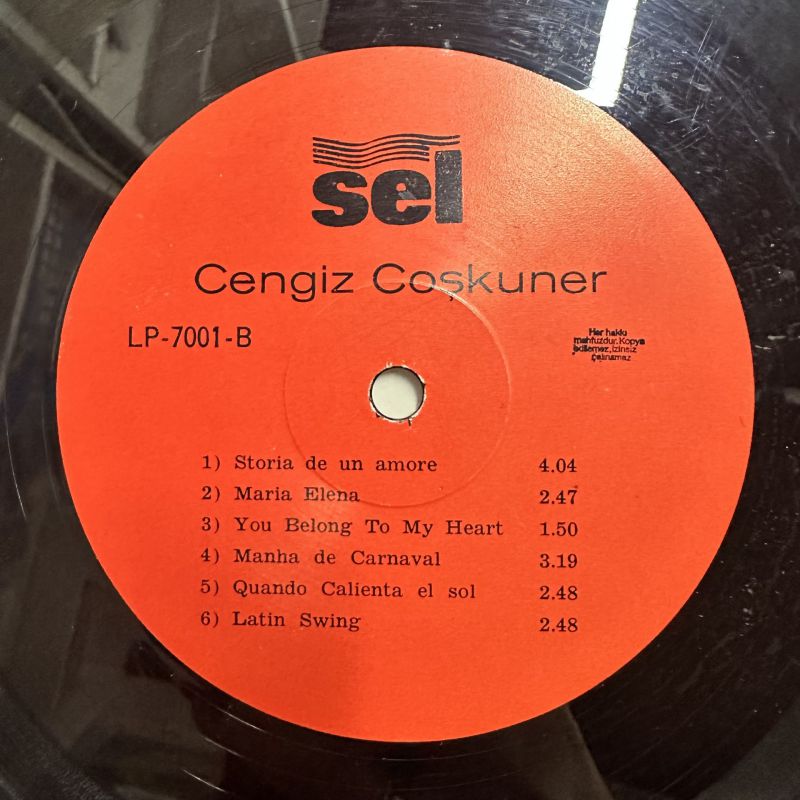 sel
Cengiz Coşkuner
LP-7001-B
Her hakkı
mahfuzdur. Kopya
edilemez, izinsiz
çalınamaz
1) Storia de un amore 4.04
2) Maria Elena 2.47
3) You Belong To My Heart 1.50
4) Manha de Carnaval 3.19
5) Quando Calienta el sol 2.48
6) Latin Swing 2.48